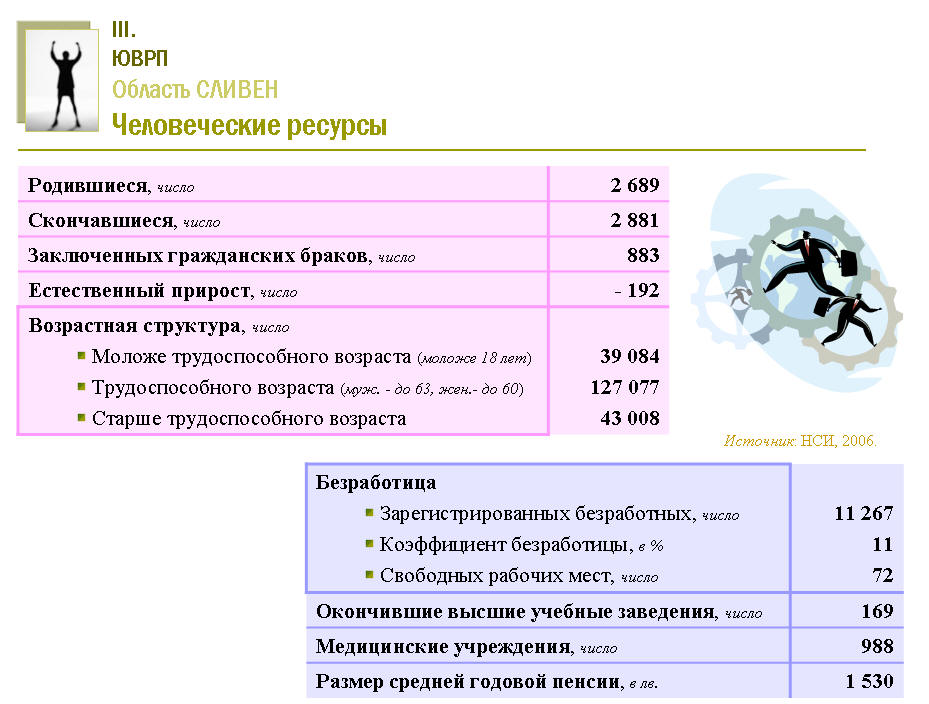 III.
ЮВРП
Область СЛИВЕН
Человеческие ресурсы
Родившиеся, число 2 689
Скончавшиеся, число 2 881
Заключенных гражданских браков, число 883
Естественный прирост, число - 192
Возрастная структура, число
Моложе трудоспособного возраста (моложе 18 лет) 39 084
Трудоспособного возраста (муж. - до 63, жен.- до 60) 127 077
Старше трудоспособного возраста 43 008
Источник: НСИ, 2006.
Безработица
Зарегистрированных безработных, число 11 267
Коэффициент безработицы, в % 11
Свободных рабочих мест, число 72
Окончившие высшие учебные заведения, число 169
Медицинские учреждения, число 988
Размер средней годовой пенсии, в лв. 1 530